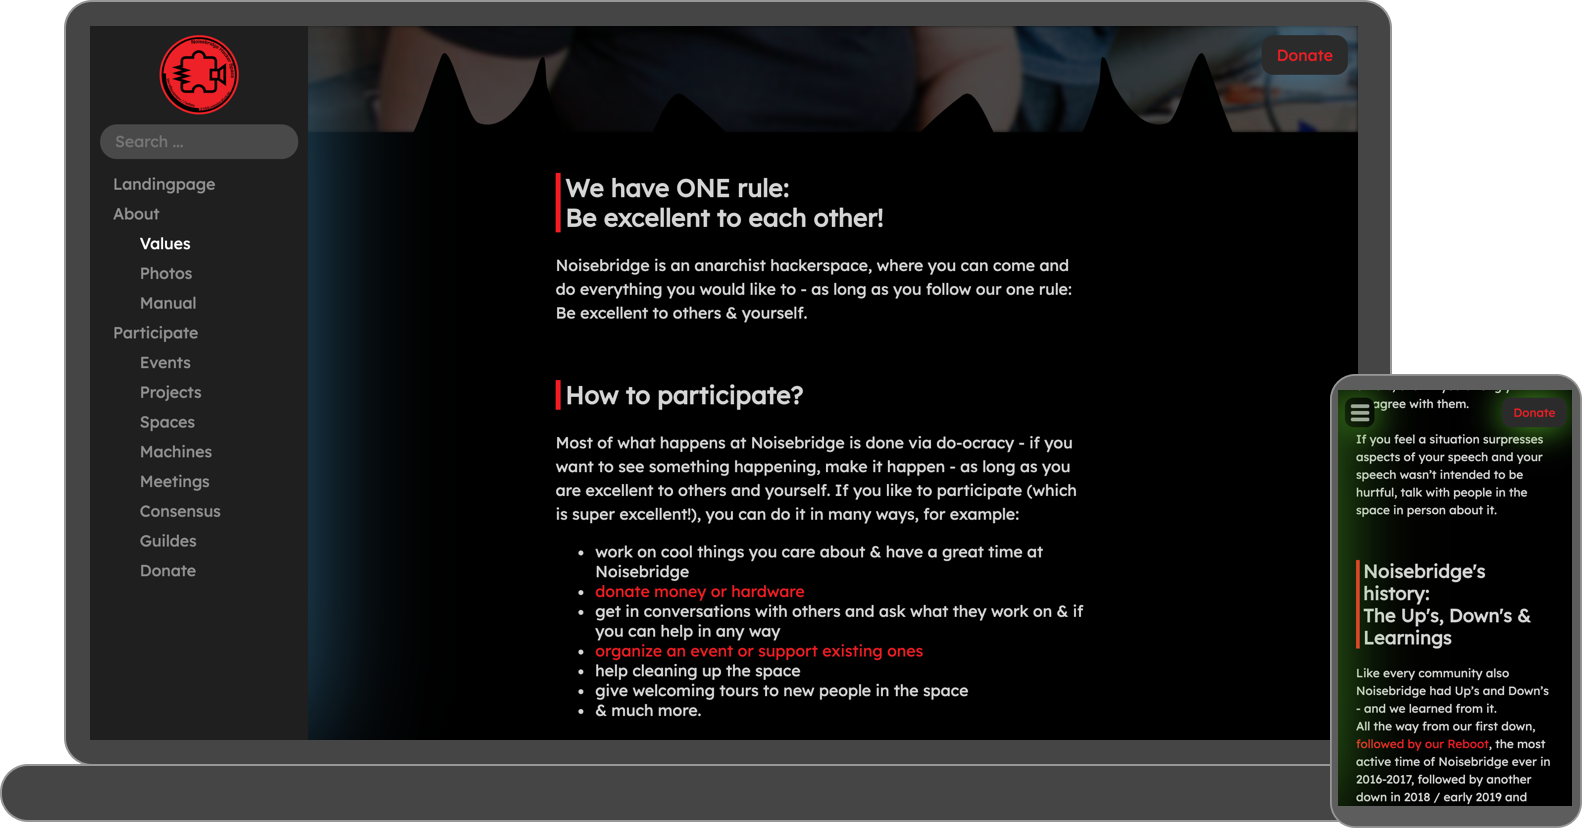 Donate
Search ...
Landingpage
About
Values
Photos
Manual
Participate
Events
Projects
Spaces
Machines
Meetings
Consensus
Guildes
Donate
We have ONE rule:
Be excellent to each other!
Noisebridge is an anarchist hackerspace, where you can come and
do everything you would like to - as long as you follow our one rule:
Be excellent to others & yourself.
How to participate?
Most of what happens at Noisebridge is done via do-ocracy - if you
want to see something happening, make it happen - as long as you
are excellent to others and yourself. If you like to participate (which
is super excellent!), you can do it in many ways, for example:
• work on cool things you care about & have a great time at
Noisebridge
• donate money or hardware
• get in conversations with others and ask what they work on & if
you can help in any way
• organize an event or support existing ones
• help cleaning up the space
• give welcoming tours to new people in the space
• & much more.
agree with them.
Donate
If you feel a situation surpresses
aspects of your speech and your
speech wasn’t intended to be
hurtful, talk with people in the
space in person about it.
Noisebridge's
history:
The Up's, Down's &
Learnings
Like every community also
Noisebridge had Up’s and Down’s
- and we learned from it.
All the way from our first down,
followed by our Reboot, the most
active time of Noisebridge ever in
2016-2017, followed by another
down in 2018 / early 2019 and